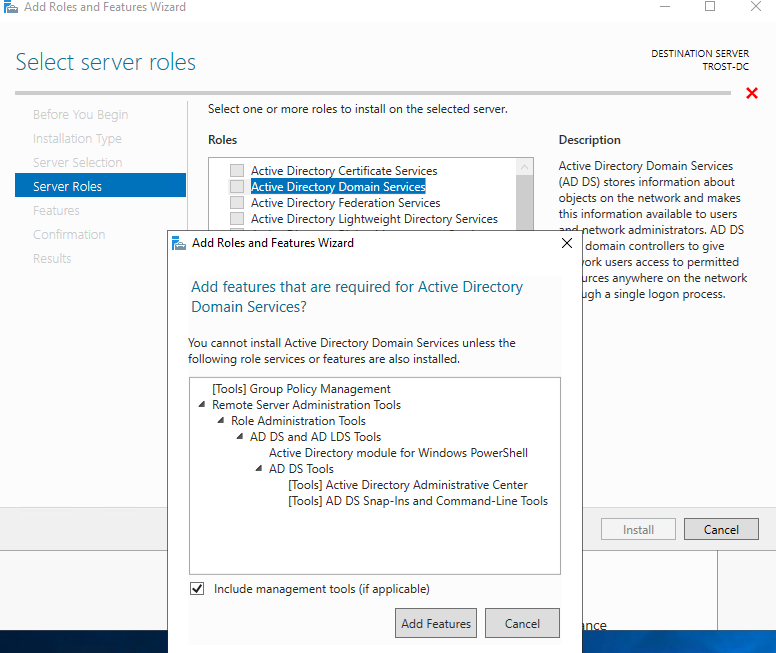 Add Roles and Features Wizard
Select server roles
DESTINATION SERVER
TROST-DC
Before You Begin
Installation Type
Server Selection
Server Roles
Features
Confirmation
Results
Select one or more roles to install on the selected server.
Roles
Active Directory Certificate Services
Active Directory Domain Services
Active Directory Federation Services
Active Directory Lightweight Directory Services
Description
Active Directory Domain Services
(AD DS) stores information about
objects on the network and makes
this information available to users
and network administrators. AD DS
domain controllers to give
users access to permitted
anywhere on the network
a single logon process.
Add Roles and Features Wizard
Add features that are required for Active Directory
Domain Services?
You cannot install Active Directory Domain Services unless the
following role services or features are also installed.
[Tools] Group Policy Management
Remote Server Administration Tools
Role Administration Tools
AD DS and AD LDS Tools
Active Directory module for Windows PowerShell
AD DS Tools
[Tools] Active Directory Administrative Center
[Tools] AD DS Snap-Ins and Command-Line Tools
Include management tools (if applicable)
Add Features
Cancel
Install
Cancel